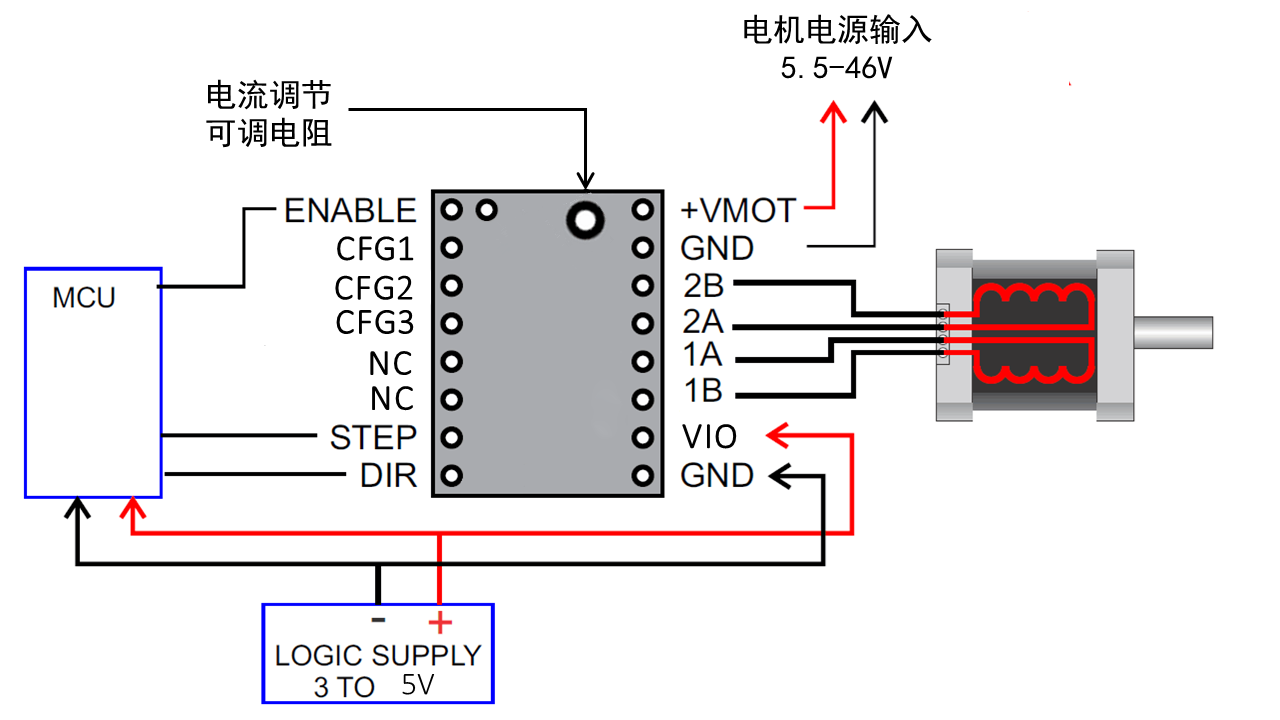 电机电源输入
5.5-46V
电流调节
可调电阻
ENABLE
CFG1
CFG2
CFG3
NC
NC
STEP
DIR
+VMOT
GND
2B
2A
1A
1B
VIO
GND
MCU
- +
LOGIC SUPPLY
3 TO 5V